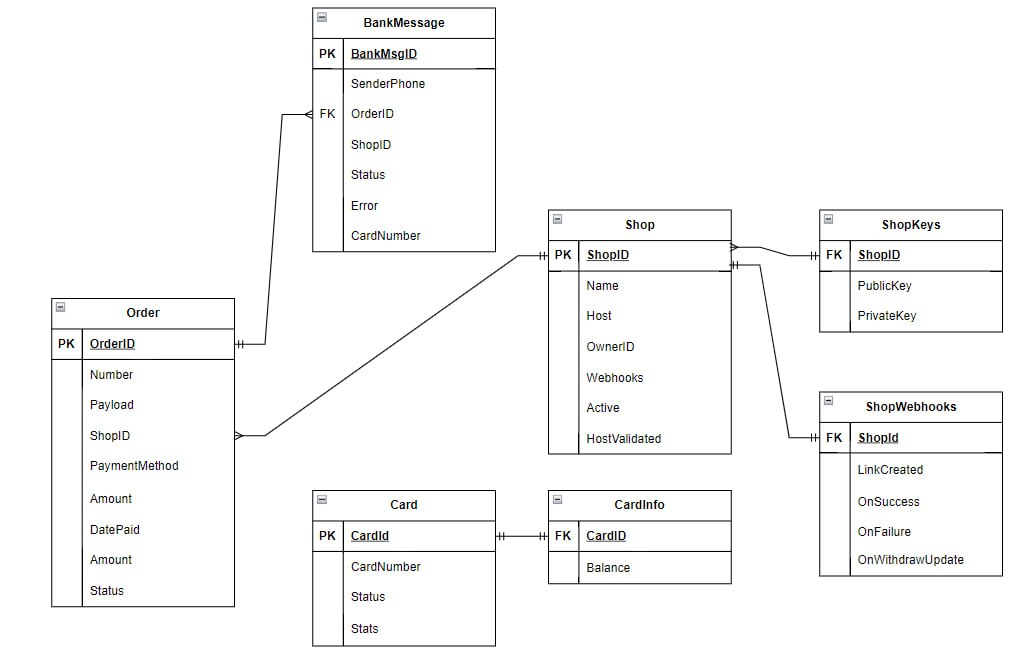 BankMessage
PK BankMsgID
SenderPhone
FK OrderID
ShopID
Status
Error
CardNumber
Order
PK OrderID
Number
Payload
ShopID
PaymentMethod
Amount
DatePaid
Amount
Status
Shop
PK ShopID
Name
Host
OwnerID
Webhooks
Active
HostValidated
ShopKeys
FK ShopID
PublicKey
PrivateKey
ShopWebhooks
FK ShopId
LinkCreated
OnSuccess
OnFailure
OnWithdrawUpdate
Card
PK CardId
CardNumber
Status
Stats
CardInfo
FK CardID
Balance